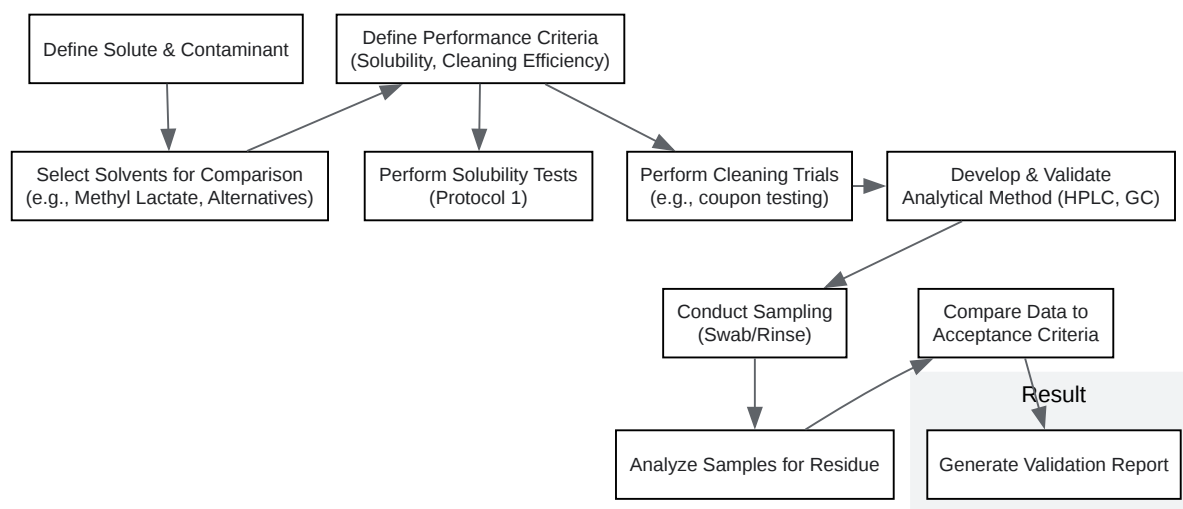 Define Solute & Contaminant
Define Performance Criteria
(Solubility, Cleaning Efficiency)
Select Solvents for Comparison
(e.g., Methyl Lactate, Alternatives)
Perform Solubility Tests
(Protocol 1)
Perform Cleaning Trials
(e.g., coupon testing)
Develop & Validate
Analytical Method (HPLC, GC)
Conduct Sampling
(Swab/Rinse)
Compare Data to
Acceptance Criteria
Result
Analyze Samples for Residue
Generate Validation Report